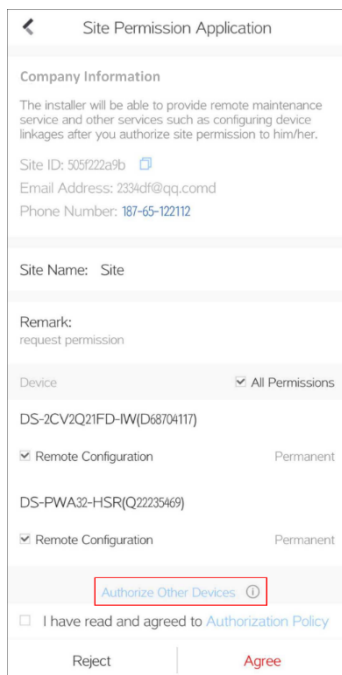 Site Permission Application
Company Information
The installer will be able to provide remote maintenance
service and other services such as configuring device
linkages after you authorize site permission to him/her.
Site ID: 505f222a9b
Email Address: 2334df@qq.comd
Phone Number: 187-65-122112
Site Name: Site
Remark:
request permission
Device All Permissions
DS-2CV2Q21FD-IW(D68704117)
Remote Configuration Permanent
DS-PWA32-HSR(Q22235469)
Remote Configuration Permanent
Authorize Other Devices
I have read and agreed to Authorization Policy
Reject Agree